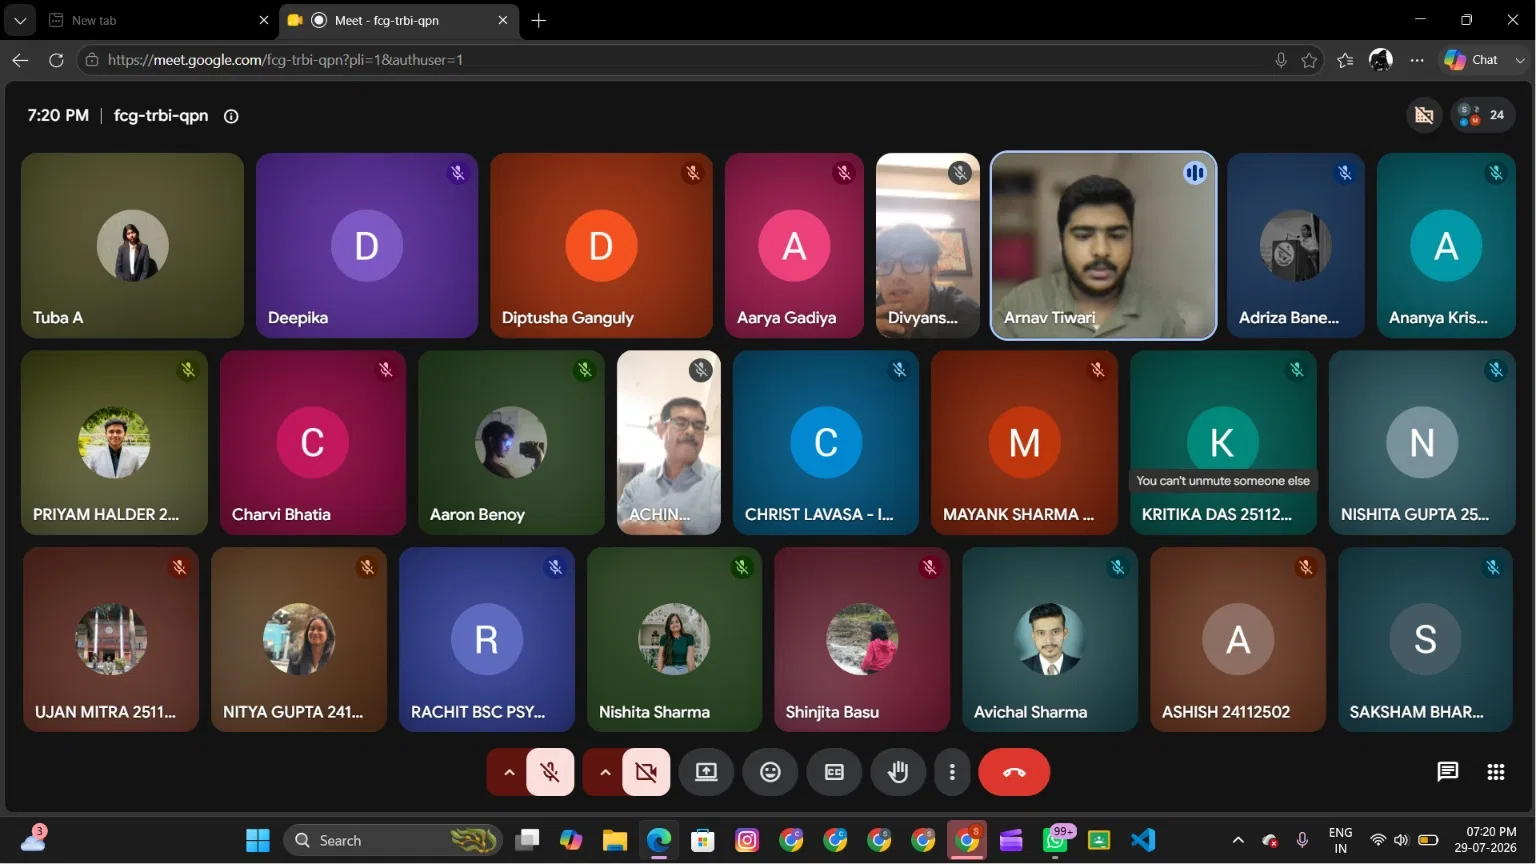 New tab
Meet - fcg-trbi-qpn
https://meet.google.com/fcg-trbi-qpn?pli=1&authuser=1
Chat
7:20 PM | fcg-trbi-qpn
S
24
Tuba A
D
Deepika
D
Diptusha Ganguly
A
Aarya Gadiya
Divyans...
Arnav Tiwari
Adriza Bane...
A
Ananya Kris...
PRIYAM HALDER 2...
C
Charvi Bhatia
Aaron Benoy
ACHIN...
C
CHRIST LAVASA - I...
M
MAYANK SHARMA ...
K
You can't unmute someone else
KRITIKA DAS 25112...
N
NISHITA GUPTA 25...
UJAN MITRA 2511...
NITYA GUPTA 241...
R
RACHIT BSC PSY...
Nishita Sharma
Shinjita Basu
Avichal Sharma
A
ASHISH 24112502
S
SAKSHAM BHAR...
CC
3
Search
99+
ENG
IN
07:20 PM
29-07-2026